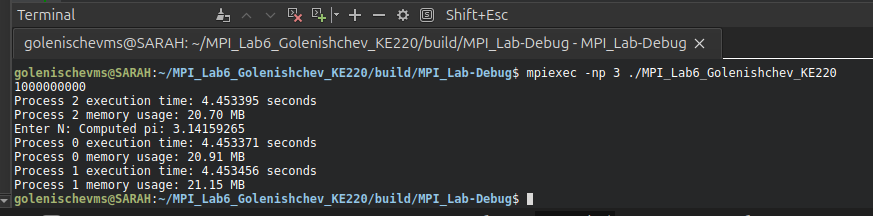 Terminal Shift+Esc
golenischevms@SARAH: ~/MPI_Lab6_Golenishchev_KE220/build/MPI_Lab-Debug - MPI_Lab-Debug
golenischevms@SARAH:~/MPI_Lab6_Golenishchev_KE220/build/MPI_Lab-Debug$ mpiexec -np 3 ./MPI_Lab6_Golenishchev_KE220
1000000000
Process 2 execution time: 4.453395 seconds
Process 2 memory usage: 20.70 MB
Enter N: Computed pi: 3.14159265
Process 0 execution time: 4.453371 seconds
Process 0 memory usage: 20.91 MB
Process 1 execution time: 4.453456 seconds
Process 1 memory usage: 21.15 MB
golenischevms@SARAH:~/MPI_Lab6_Golenishchev_KE220/build/MPI_Lab-Debug$